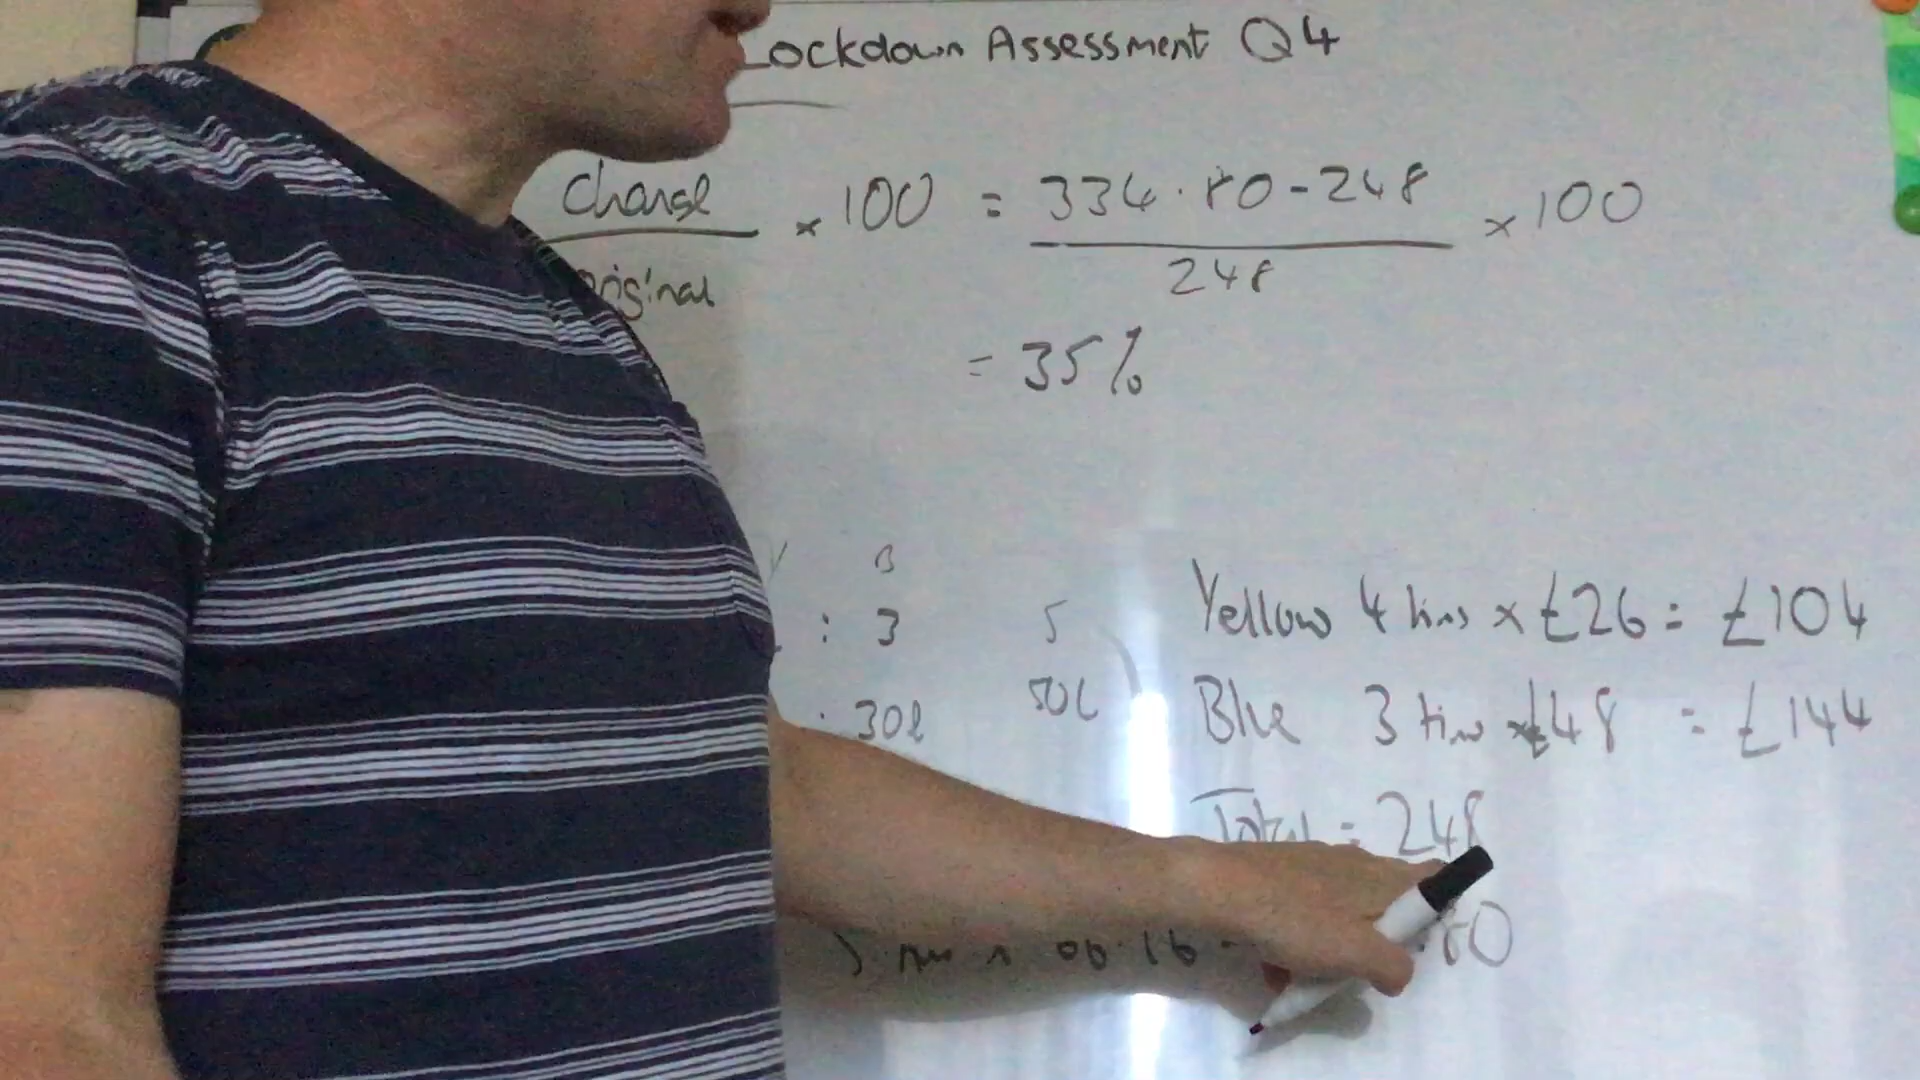 Lockdown Assessment Q4
Change × 100 = 334.80 - 248 × 100
original 248
= 35%
B
: 3 5
: 30l 50l
Yellow 4 tins × £26 = £104
Blue 3 tins × £48 = £144
Total = 248
.80